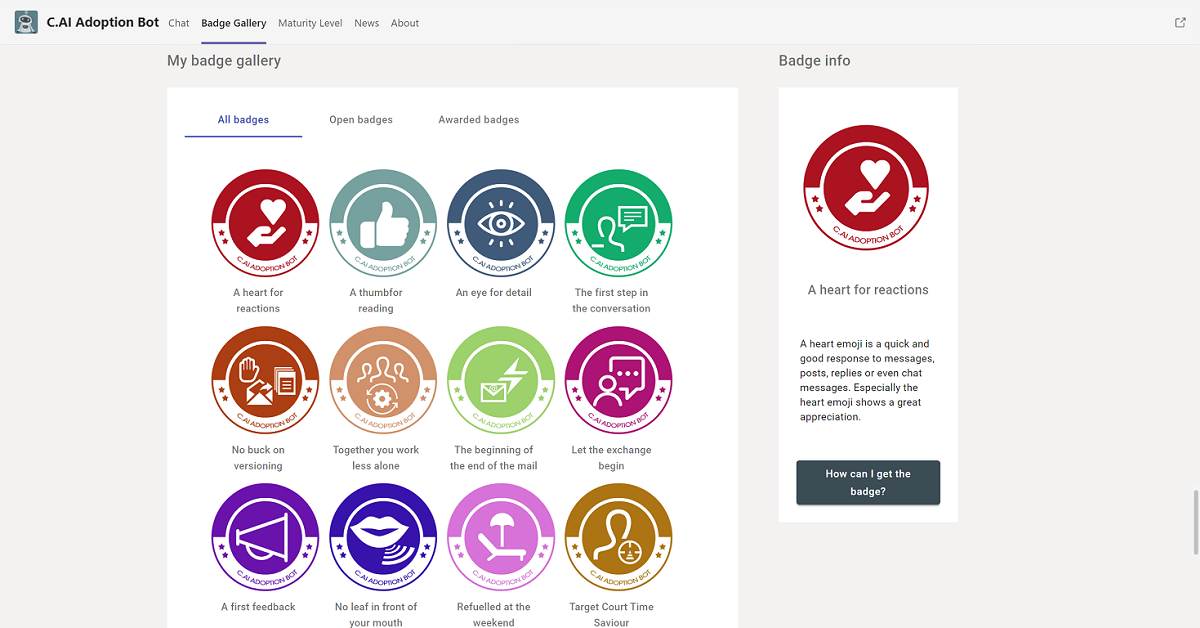 C.AI Adoption Bot Chat Badge Gallery Maturity Level News About
My badge gallery
All badges Open badges Awarded badges
C.AI ADOPTION BOT C.AI ADOPTION BOT C.AI ADOPTION BOT C.AI ADOPTION BOT
A heart for A thumbfor An eye for detail The first step in
reactions reading the conversation
C.AI ADOPTION BOT C.AI ADOPTION BOT C.AI ADOPTION BOT C.AI ADOPTION BOT
No buck on Together you work The beginning of Let the exchange
versioning less alone the end of the mail begin
C.AI ADOPTION BOT C.AI ADOPTION BOT C.AI ADOPTION BOT C.AI ADOPTION BOT
A first feedback No leaf in front of Refuelled at the Target Court Time
your mouth weekend Saviour
Badge info
C.AI ADOPTION BOT
A heart for reactions
A heart emoji is a quick and
good response to messages,
posts, replies or even chat
messages. Especially the
heart emoji shows a great
appreciation.
How can I get the
badge?